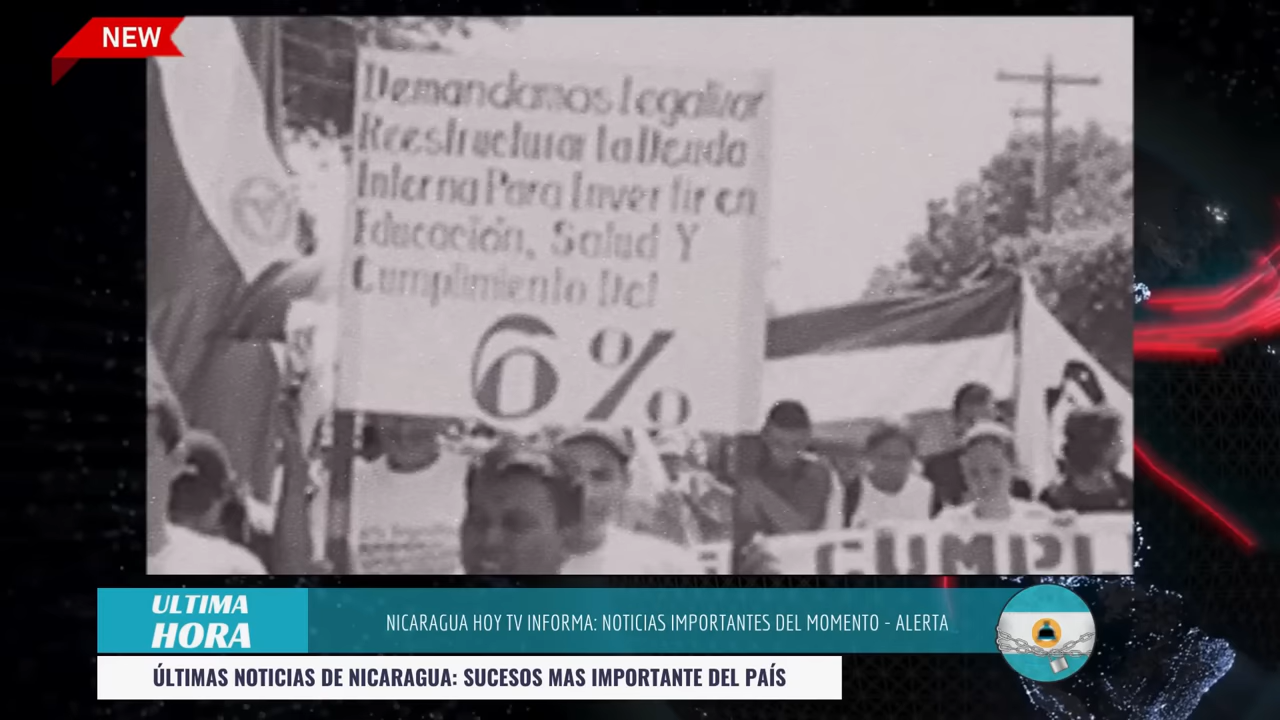 NEW
Demandamos Legalizar
Reestructurar la Deuda
Interna Para Invertir en
Educación, Salud Y
Cumplimiento Del
6%
CUMPL
ULTIMA
HORA
NICARAGUA HOY TV INFORMA: NOTICIAS IMPORTANTES DEL MOMENTO - ALERTA
ÚLTIMAS NOTICIAS DE NICARAGUA: SUCESOS MAS IMPORTANTE DEL PAÍS